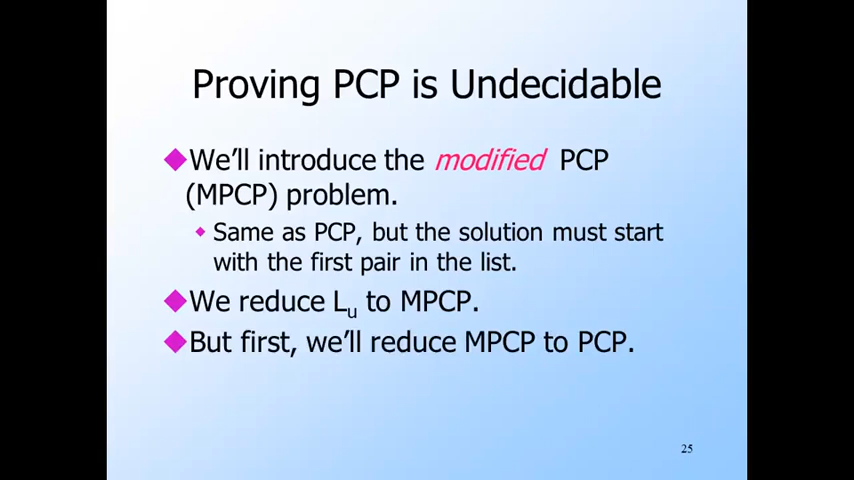 Proving PCP is Undecidable
We’ll introduce the modified PCP
(MPCP) problem.
Same as PCP, but the solution must start
with the first pair in the list.
We reduce Lu to MPCP.
But first, we’ll reduce MPCP to PCP.
25